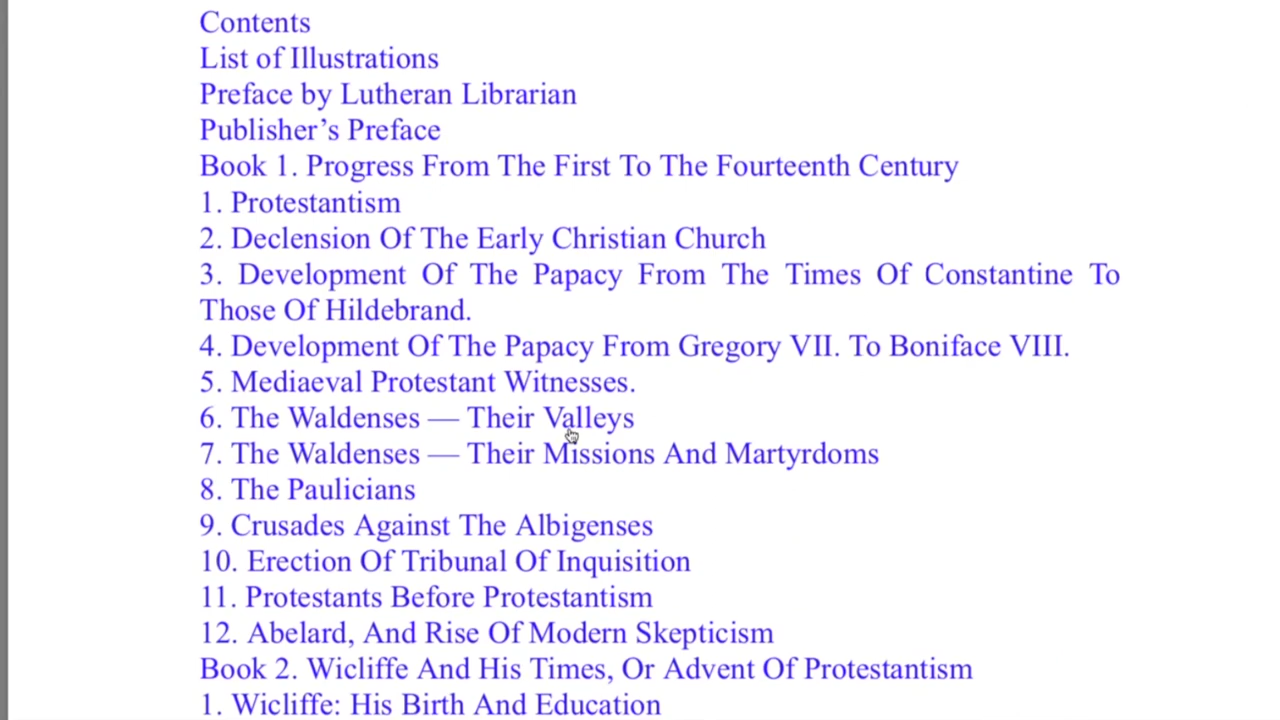 Contents
List of Illustrations
Preface by Lutheran Librarian
Publisher’s Preface
Book 1. Progress From The First To The Fourteenth Century
1. Protestantism
2. Declension Of The Early Christian Church
3. Development Of The Papacy From The Times Of Constantine To
Those Of Hildebrand.
4. Development Of The Papacy From Gregory VII. To Boniface VIII.
5. Mediaeval Protestant Witnesses.
6. The Waldenses — Their Valleys
7. The Waldenses — Their Missions And Martyrdoms
8. The Paulicians
9. Crusades Against The Albigenses
10. Erection Of Tribunal Of Inquisition
11. Protestants Before Protestantism
12. Abelard, And Rise Of Modern Skepticism
Book 2. Wicliffe And His Times, Or Advent Of Protestantism
1. Wicliffe: His Birth And Education